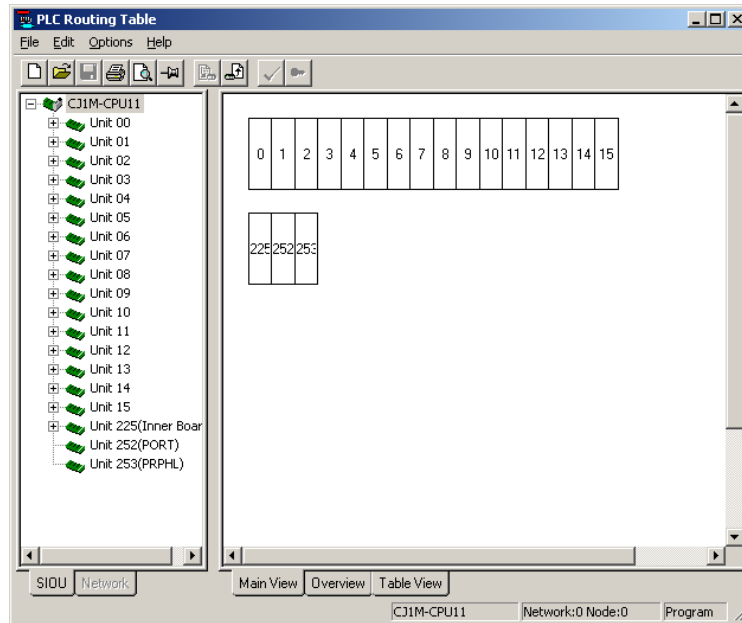 PLC Routing Table
File Edit Options Help
CJ1M-CPU11
Unit 00
Unit 01
Unit 02
Unit 03
Unit 04
Unit 05
Unit 06
Unit 07
Unit 08
Unit 09
Unit 10
Unit 11
Unit 12
Unit 13
Unit 14
Unit 15
Unit 225(Inner Boar
Unit 252(PORT)
Unit 253(PRPHL)
0 1 2 3 4 5 6 7 8 9 10 11 12 13 14 15
225 252 253
SIOU Network
Main View Overview Table View
CJ1M-CPU11 Network:0 Node:0 Program